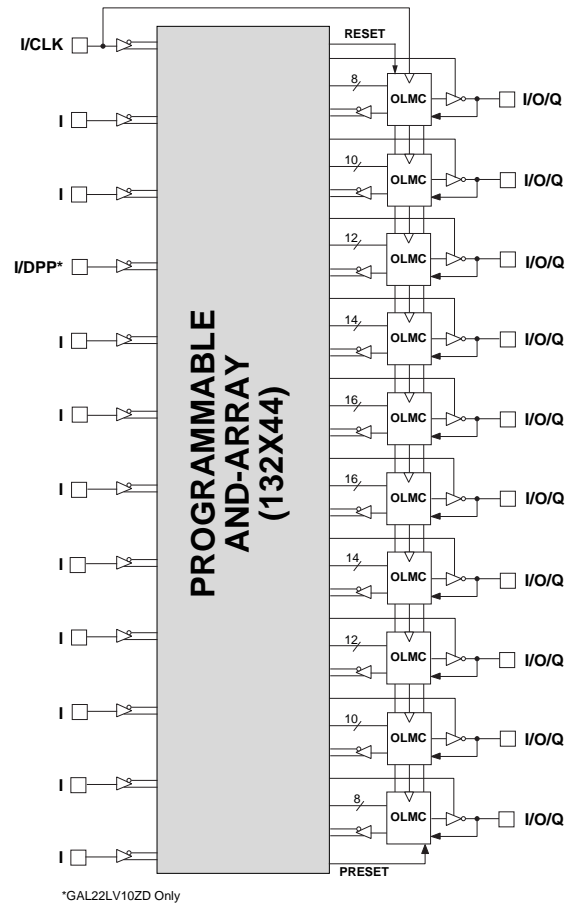 RESET
I/CLK
8
OLMC
I/O/Q
I
10
OLMC
I/O/Q
I
12
OLMC
I/O/Q
I/DPP*
14
OLMC
I/O/Q
I
16
OLMC
I/O/Q
I
PROGRAMMABLE
AND-ARRAY
(132X44)
16
OLMC
I/O/Q
I
14
OLMC
I/O/Q
I
12
OLMC
I/O/Q
I
10
OLMC
I/O/Q
I
8
OLMC
I/O/Q
I
I
PRESET
*GAL22LV10ZD Only